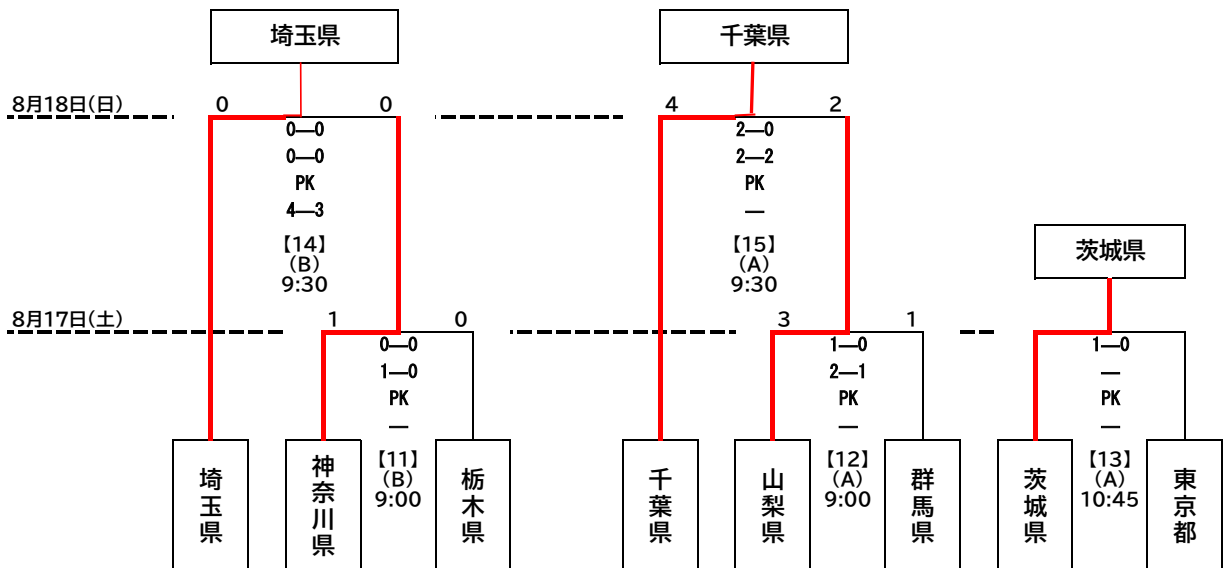 埼玉県
千葉県
8月18日(日)
0
0
4
2
0―0
0―0
PK
4―3
【14】
(B)
9:30
2―0
2―2
PK
―
【15】
(A)
9:30
茨城県
8月17日(土)
1
0
3
1
0―0
1―0
PK
―
【11】
(B)
9:00
1―0
2―1
PK
―
【12】
(A)
9:00
1―0
―
PK
―
【13】
(A)
10:45
埼玉県
神奈川県
栃木県
千葉県
山梨県
群馬県
茨城県
東京都